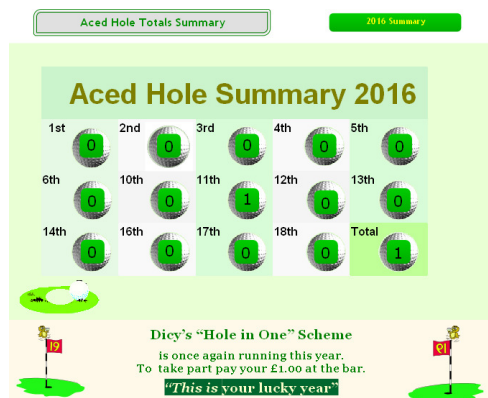 Aced Hole Totals Summary
2016 Summary
Aced Hole Summary 2016
1st 2nd 3rd 4th 5th
0 0 0 0 0
6th 10th 11th 12th 13th
0 0 1 0 0
14th 16th 17th 18th Total
0 0 0 0 1
Dicy's “Hole in One” Scheme
is once again running this year.
To take part pay your £1.00 at the bar.
“This is your lucky year”
19 19